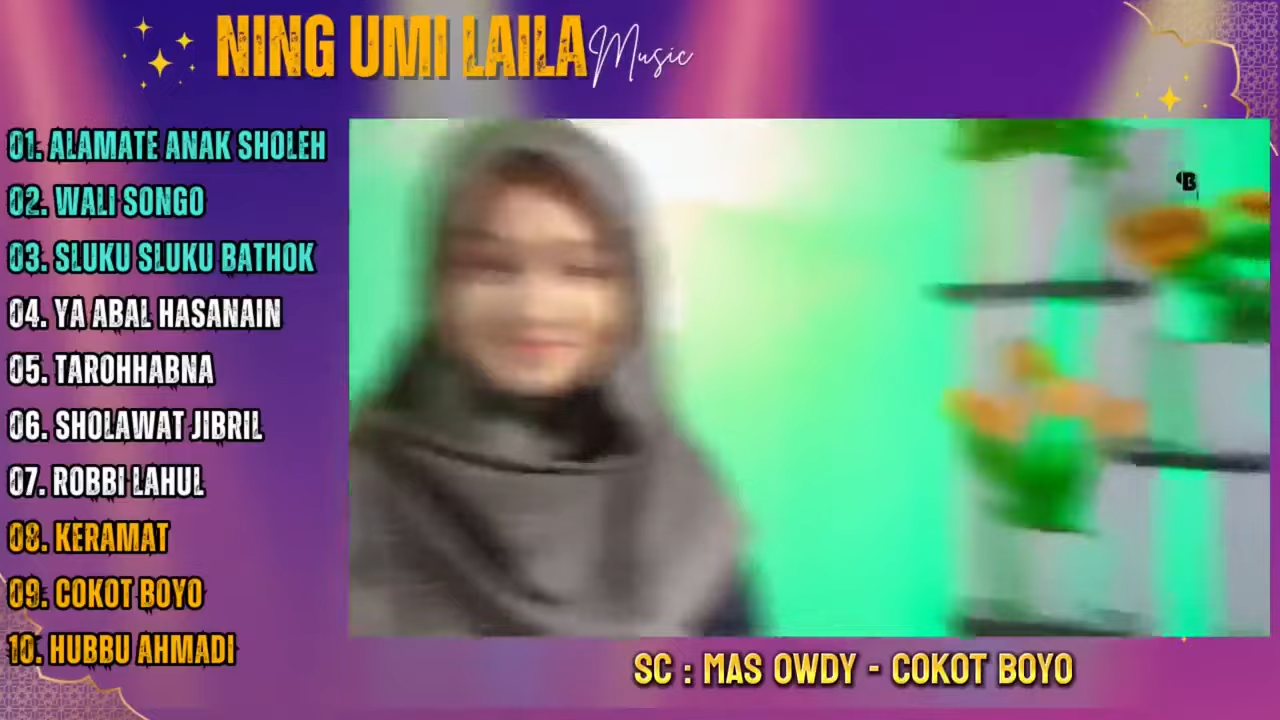 NING UMI LAILA Music
01. ALAMATE ANAK SHOLEH
02. WALI SONGO
03. SLUKU SLUKU BATHOK
04. YA ABAL HASANAIN
05. TAROHHABNA
06. SHOLAWAT JIBRIL
07. ROBBI LAHUL
08. KERAMAT
09. COKOT BOYO
10. HUBBU AHMADI
SC : MAS OWDY - COKOT BOYO